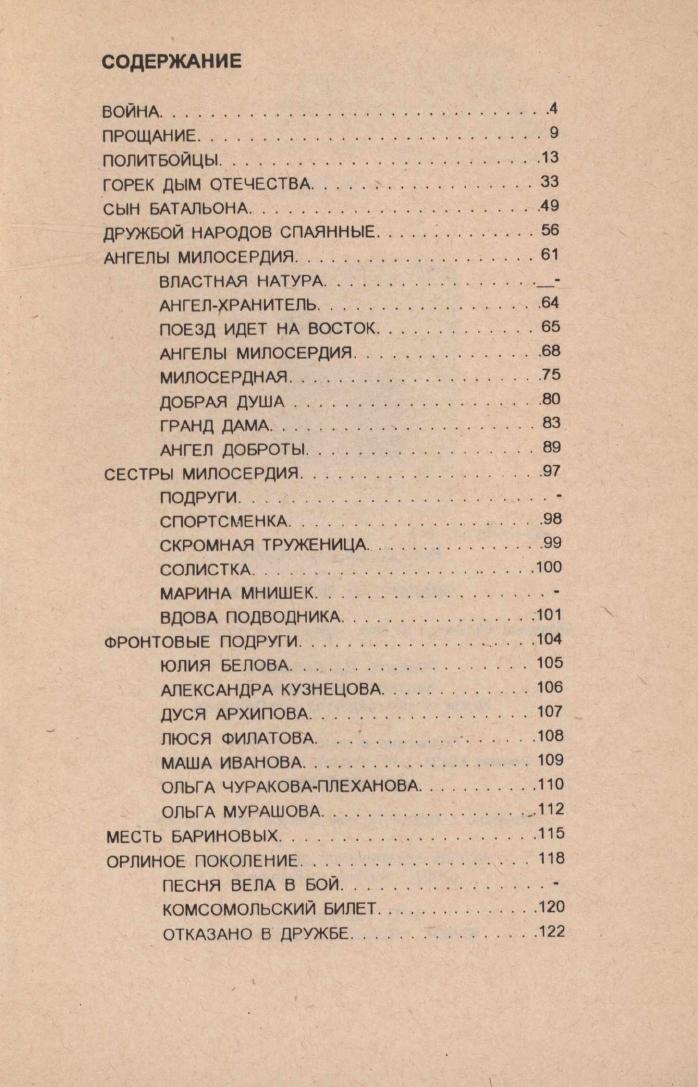 СОДЕРЖАНИЕ
ВОЙНА. . . . . . . . . . . . . . . . . . . . . . . . . . . . . . . .4
ПРОЩАНИЕ. . . . . . . . . . . . . . . . . . . . . . . . . . . . . 9
ПОЛИТБОЙЦЫ. . . . . . . . . . . . . . . . . . . . . . . . . . .13
ГОРЕК ДЫМ ОТЕЧЕСТВА. . . . . . . . . . . . . . . . . . 33
СЫН БАТАЛЬОНА. . . . . . . . . . . . . . . . . . . . . . . .49
ДРУЖБОЙ НАРОДОВ СПАЯННЫЕ. . . . . . . . . . . . . 56
АНГЕЛЫ МИЛОСЕРДИЯ. . . . . . . . . . . . . . . . . . . . 61
ВЛАСТНАЯ НАТУРА. . . . . . . . . . . . . . . . . .__-
АНГЕЛ-ХРАНИТЕЛЬ. . . . . . . . . . . . . . . . . . 64
ПОЕЗД ИДЕТ НА ВОСТОК. . . . . . . . . . . . . 65
АНГЕЛЫ МИЛОСЕРДИЯ. . . . . . . . . . . . . . . 68
МИЛОСЕРДНАЯ. . . . . . . . . . . . . . . . . . . . .75
ДОБРАЯ ДУША . . . . . . . . . . . . . . . . . . . . 80
ГРАНД ДАМА. . . . . . . . . . . . . . . . . . . . . . 83
АНГЕЛ ДОБРОТЫ. . . . . . . . . . . . . . . . . . . 89
СЕСТРЫ МИЛОСЕРДИЯ. . . . . . . . . . . . . . . . . . . .97
ПОДРУГИ. . . . . . . . . . . . . . . . . . . . . . . . . -
СПОРТСМЕНКА. . . . . . . . . . . . . . . . . . . . .98
СКРОМНАЯ ТРУЖЕНИЦА. . . . . . . . . . . . . .99
СОЛИСТКА. . . . . . . . . . . . . . . . . . . . . . . .100
МАРИНА МНИШЕК. . . . . . . . . . . . . . . . . . -
ВДОВА ПОДВОДНИКА. . . . . . . . . . . . . . . .101
ФРОНТОВЫЕ ПОДРУГИ. . . . . . . . . . . . . . . . . . . 104
ЮЛИЯ БЕЛОВА. . . . . . . . . . . . . . . . . . . . 105
АЛЕКСАНДРА КУЗНЕЦОВА. . . . . . . . . . . . 106
ДУСЯ АРХИПОВА. . . . . . . . . . . . . . . . . . 107
ЛЮСЯ ФИЛАТОВА. . . . . . . . . . . . . . . . . . 108
МАША ИВАНОВА. . . . . . . . . . . . . . . . . . . 109
ОЛЬГА ЧУРАКОВА-ПЛЕХАНОВА. . . . . . . . . .110
ОЛЬГА МУРАШОВА. . . . . . . . . . . . . . . . . .112
МЕСТЬ БАРИНОВЫХ. . . . . . . . . . . . . . . . . . . . . 115
ОРЛИНОЕ ПОКОЛЕНИЕ. . . . . . . . . . . . . . . . . . . 118
ПЕСНЯ ВЕЛА В БОЙ. . . . . . . . . . . . . . . . -
КОМСОМОЛЬСКИЙ БИЛЕТ. . . . . . . . . . . . .120
ОТКАЗАНО В ДРУЖБЕ. . . . . . . . . . . . . . . .122